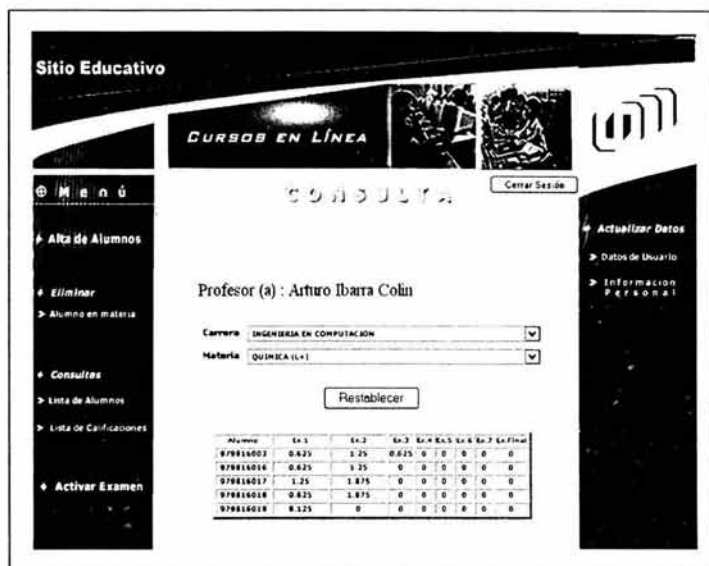 Sitio Educativo
CURSOS EN LÍNEA
Menú
CONSULTA
Cerrar Sesión
Alta de Alumnos
Actualizar Datos
> Datos de Usuario
Eliminar
> Informacion
Personal
> Alumno en materia
Profesor (a) : Arturo Ibarra Colin
Carrera INGENIERIA EN COMPUTACION
Materia QUIMICA (L+)
Consultas
Restablecer
> Lista de Alumnos
> Lista de Calificaciones
Activar Examen
Alumno Ex.1 Ex.2 Ex.3 Ex.4 Ex.5 Ex.6 Ex.7 Ex.Final
979816003 0.625 1.25 0.625 0 0 0 0 0
979816016 0.625 1.25 0 0 0 0 0 0
979816017 1.25 1.875 0 0 0 0 0 0
979816018 0.625 1.875 0 0 0 0 0 0
979816019 8.125 0 0 0 0 0 0 0